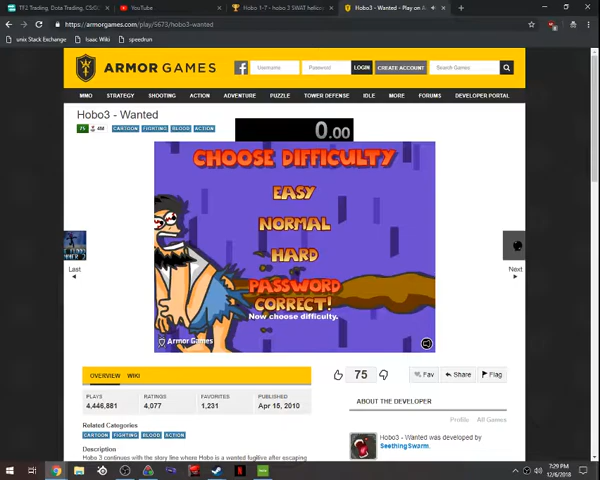 TF2 Trading, Dota Trading, CS:GO
YouTube
Hobo 1-7 - hobo 3 SWAT helico
Hobo3 - Wanted - Play on A
https://armorgames.com/play/5673/hobo3-wanted
Unix Stack Exchange
Isaac Wiki
speedrun
ARMOR GAMES
Username
Password
LOGIN
CREATE ACCOUNT
Search Games
MMO STRATEGY SHOOTING ACTION ADVENTURE PUZZLE TOWER DEFENSE IDLE MORE FORUMS DEVELOPER PORTAL
Hobo3 - Wanted
75
CARTOON FIGHTING BLOOD ACTION
0.00
CHOOSE DIFFICULTY
EASY
NORMAL
HARD
PASSWORD
CORRECT!
Now choose difficulty.
Armor Games
Last
Next
OVERVIEW WIKI
75
Fav
Share
Flag
PLAYS RATINGS FAVORITES PUBLISHED
4,446,881 4,077 1,231 Apr 15, 2010
ABOUT THE DEVELOPER
Profile All Games
Related Categories
CARTOON FIGHTING BLOOD ACTION
Hobo3 - Wanted was developed by
SeethingSwarm.
Description
Hobo 3 continues with the story line where Hobo is a wanted fugitive after escaping
7:29 PM
12/6/2018